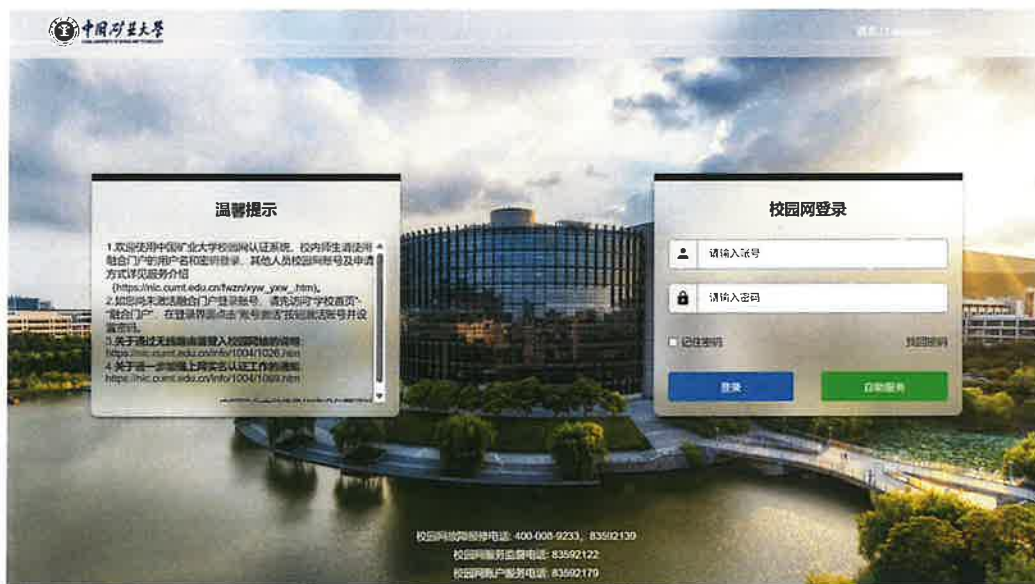 中国矿业大学
温馨提示
1.欢迎使用中国矿业大学校园网认证系统。校内师生请使用
融合门户的用户名和密码登录。其他人员校园网账号及申请
方式详见服务介绍
(https://nic.cumt.edu.cn/fwzn/xyw_yxw_.htm)。
2.如您尚未激活融合门户登录账号，请先访问“学校首页”-
“融合门户”，在登录界面点击“账号激活”按钮激活账号并设
置密码。
3.关于通过无线路由器登入校园网络的说明:
https://nic.cumt.edu.cn/info/1004/1026.htm
4.关于进一步加强上网实名认证工作的通知:
https://nic.cumt.edu.cn/info/1004/1069.htm
校园网登录
请输入账号
请输入密码
记住密码
找回密码
登录
自助服务
校园网故障报修电话: 400-008-9233，83592139
校园网服务监督电话: 83592122
校园网账户服务电话: 83592179